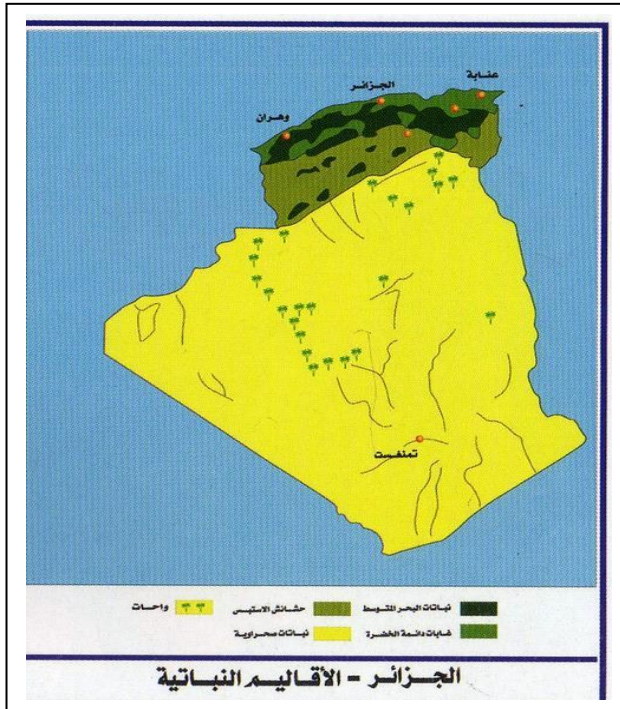 عنابة
الجزائر
وهران
تمنغست
نباتات البحر المتوسط
حشائش الاستبس
واحات
غابات دائمة الخضرة
نباتات صحراوية
الجزائر - الأقاليم النباتية